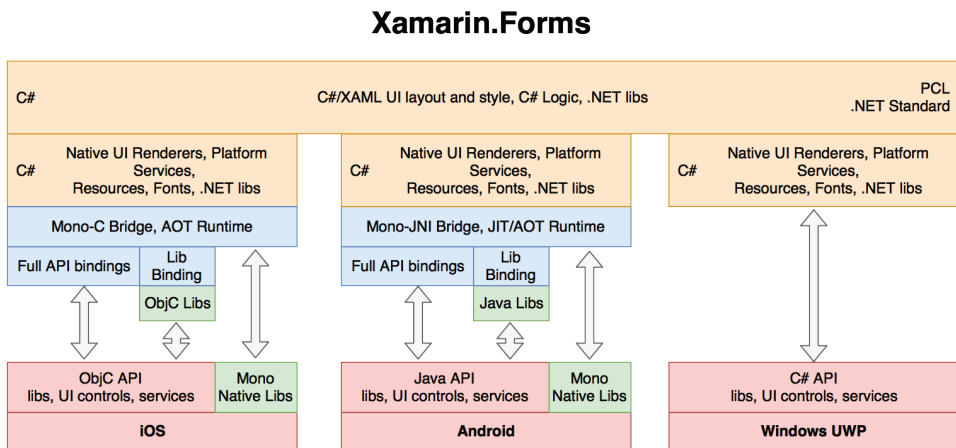 Xamarin.Forms
C#
C#/XAML UI layout and style, C# Logic, .NET libs
PCL
.NET Standard
C#
Native UI Renderers, Platform
Services,
Resources, Fonts, .NET libs
Mono-C Bridge, AOT Runtime
Full API bindings
Lib
Binding
ObjC Libs
ObjC API
libs, UI controls, services
Mono
Native Libs
iOS
C#
Native UI Renderers, Platform
Services,
Resources, Fonts, .NET libs
Mono-JNI Bridge, JIT/AOT Runtime
Full API bindings
Lib
Binding
Java Libs
Java API
libs, UI controls, services
Mono
Native Libs
Android
C#
Native UI Renderers, Platform
Services,
Resources, Fonts, .NET libs
C# API
libs, UI controls, services
Windows UWP